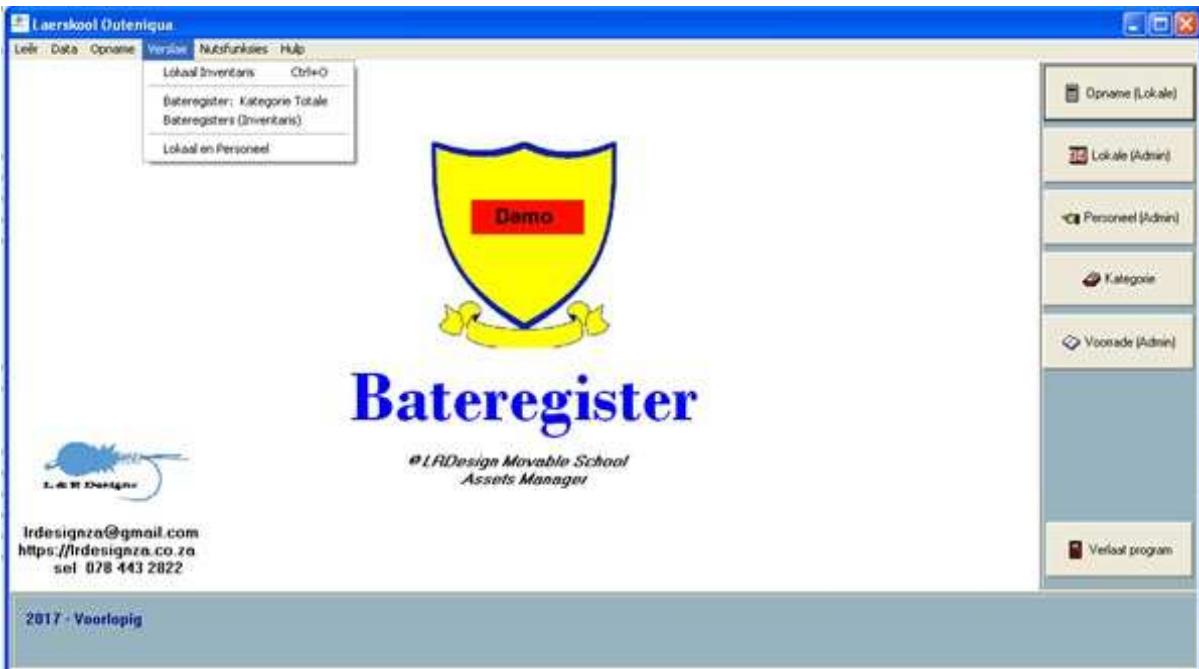 Laerskool Outeniqua
Leêr Data Opname Verslae Nutsfunksies Hulp
Lokaal Inventaris Ctrl+O
Bateregister: Kategorie Totale
Bateregisters (Inventaris)
Lokaal en Personeel
Opname (Lokale)
Lokale (Admin)
Personeel (Admin)
Kategorie
Voorrade (Admin)
Verlaat program
Demo
Bateregister
@LRDesign Movable School
Assets Manager
L & R Designs
lrdesignza@gmail.com
https://lrdesignza.co.za
sel 078 443 2822
2017 - Voorlopig